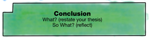 Conclusion
What? (restate your thesis)
So What? (reflect)